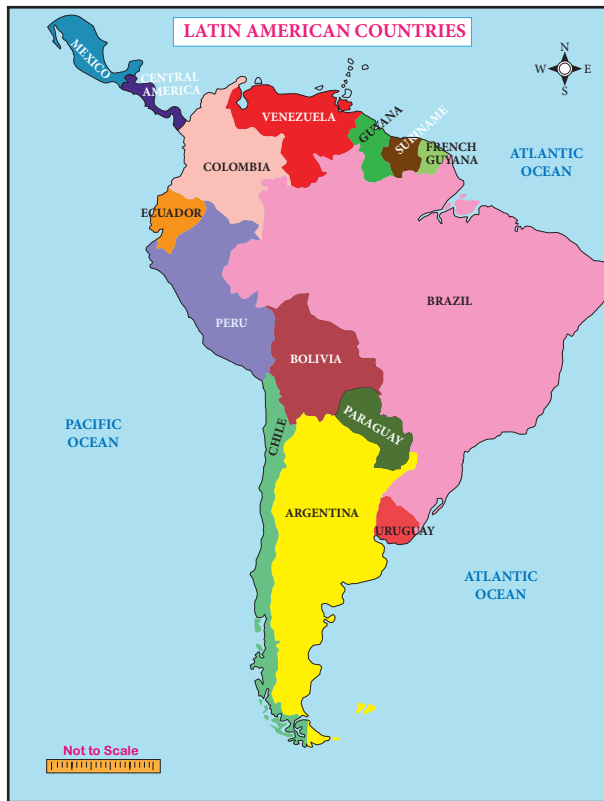 LATIN AMERICAN COUNTRIES
N
W E
S
MEXICO
CENTRAL
AMERICA
VENEZUELA
GUYANA
SURINAME
FRENCH
GUYANA
ATLANTIC
OCEAN
COLOMBIA
ECUADOR
BRAZIL
PERU
BOLIVIA
PACIFIC
OCEAN
CHILE
PARAGUAY
ARGENTINA
URUGUAY
ATLANTIC
OCEAN
Not to Scale